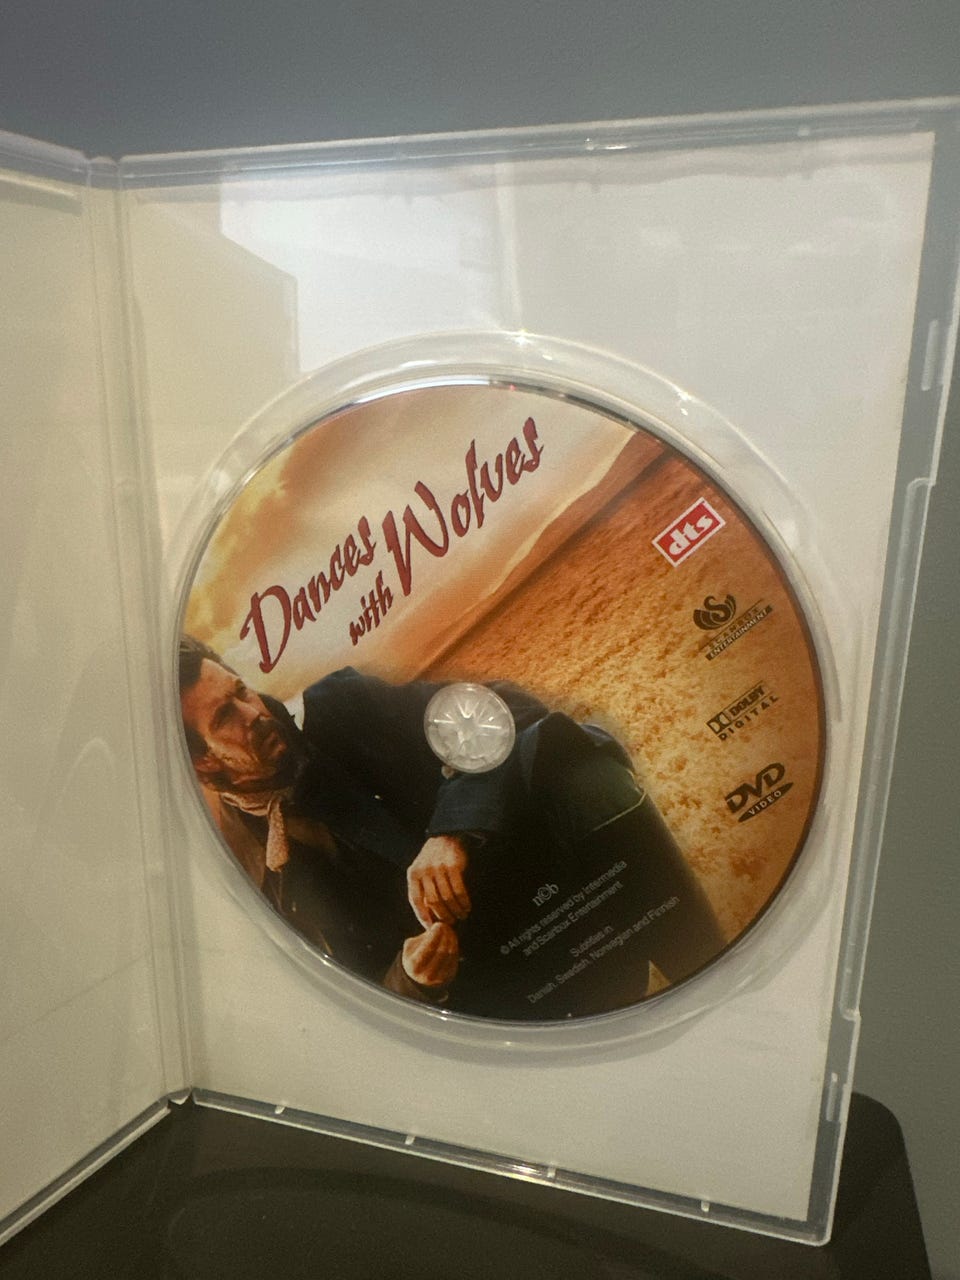 Dances
with
Wolves
dts
SCANBOX
ENTERTAINMENT
DOLBY
DIGITAL
DVD
VIDEO
n©b
© All rights reserved by Intermedia
and Scanbox Entertainment
Subtitles in
Danish, Swedish, Norwegian and Finnish